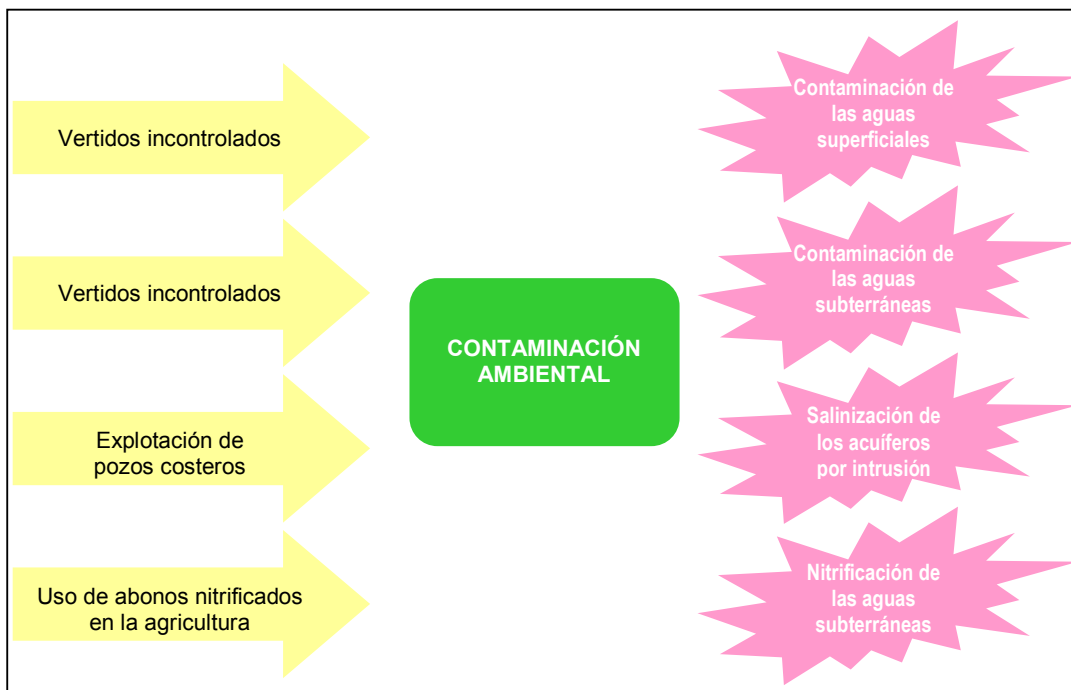 Vertidos incontrolados
Contaminación de
las aguas
superficiales
Vertidos incontrolados
Contaminación de
las aguas
subterráneas
CONTAMINACIÓN
AMBIENTAL
Explotación de
pozos costeros
Salinización de
los acuíferos
por intrusión
Uso de abonos nitrificados
en la agricultura
Nitrificación de
las aguas
subterráneas